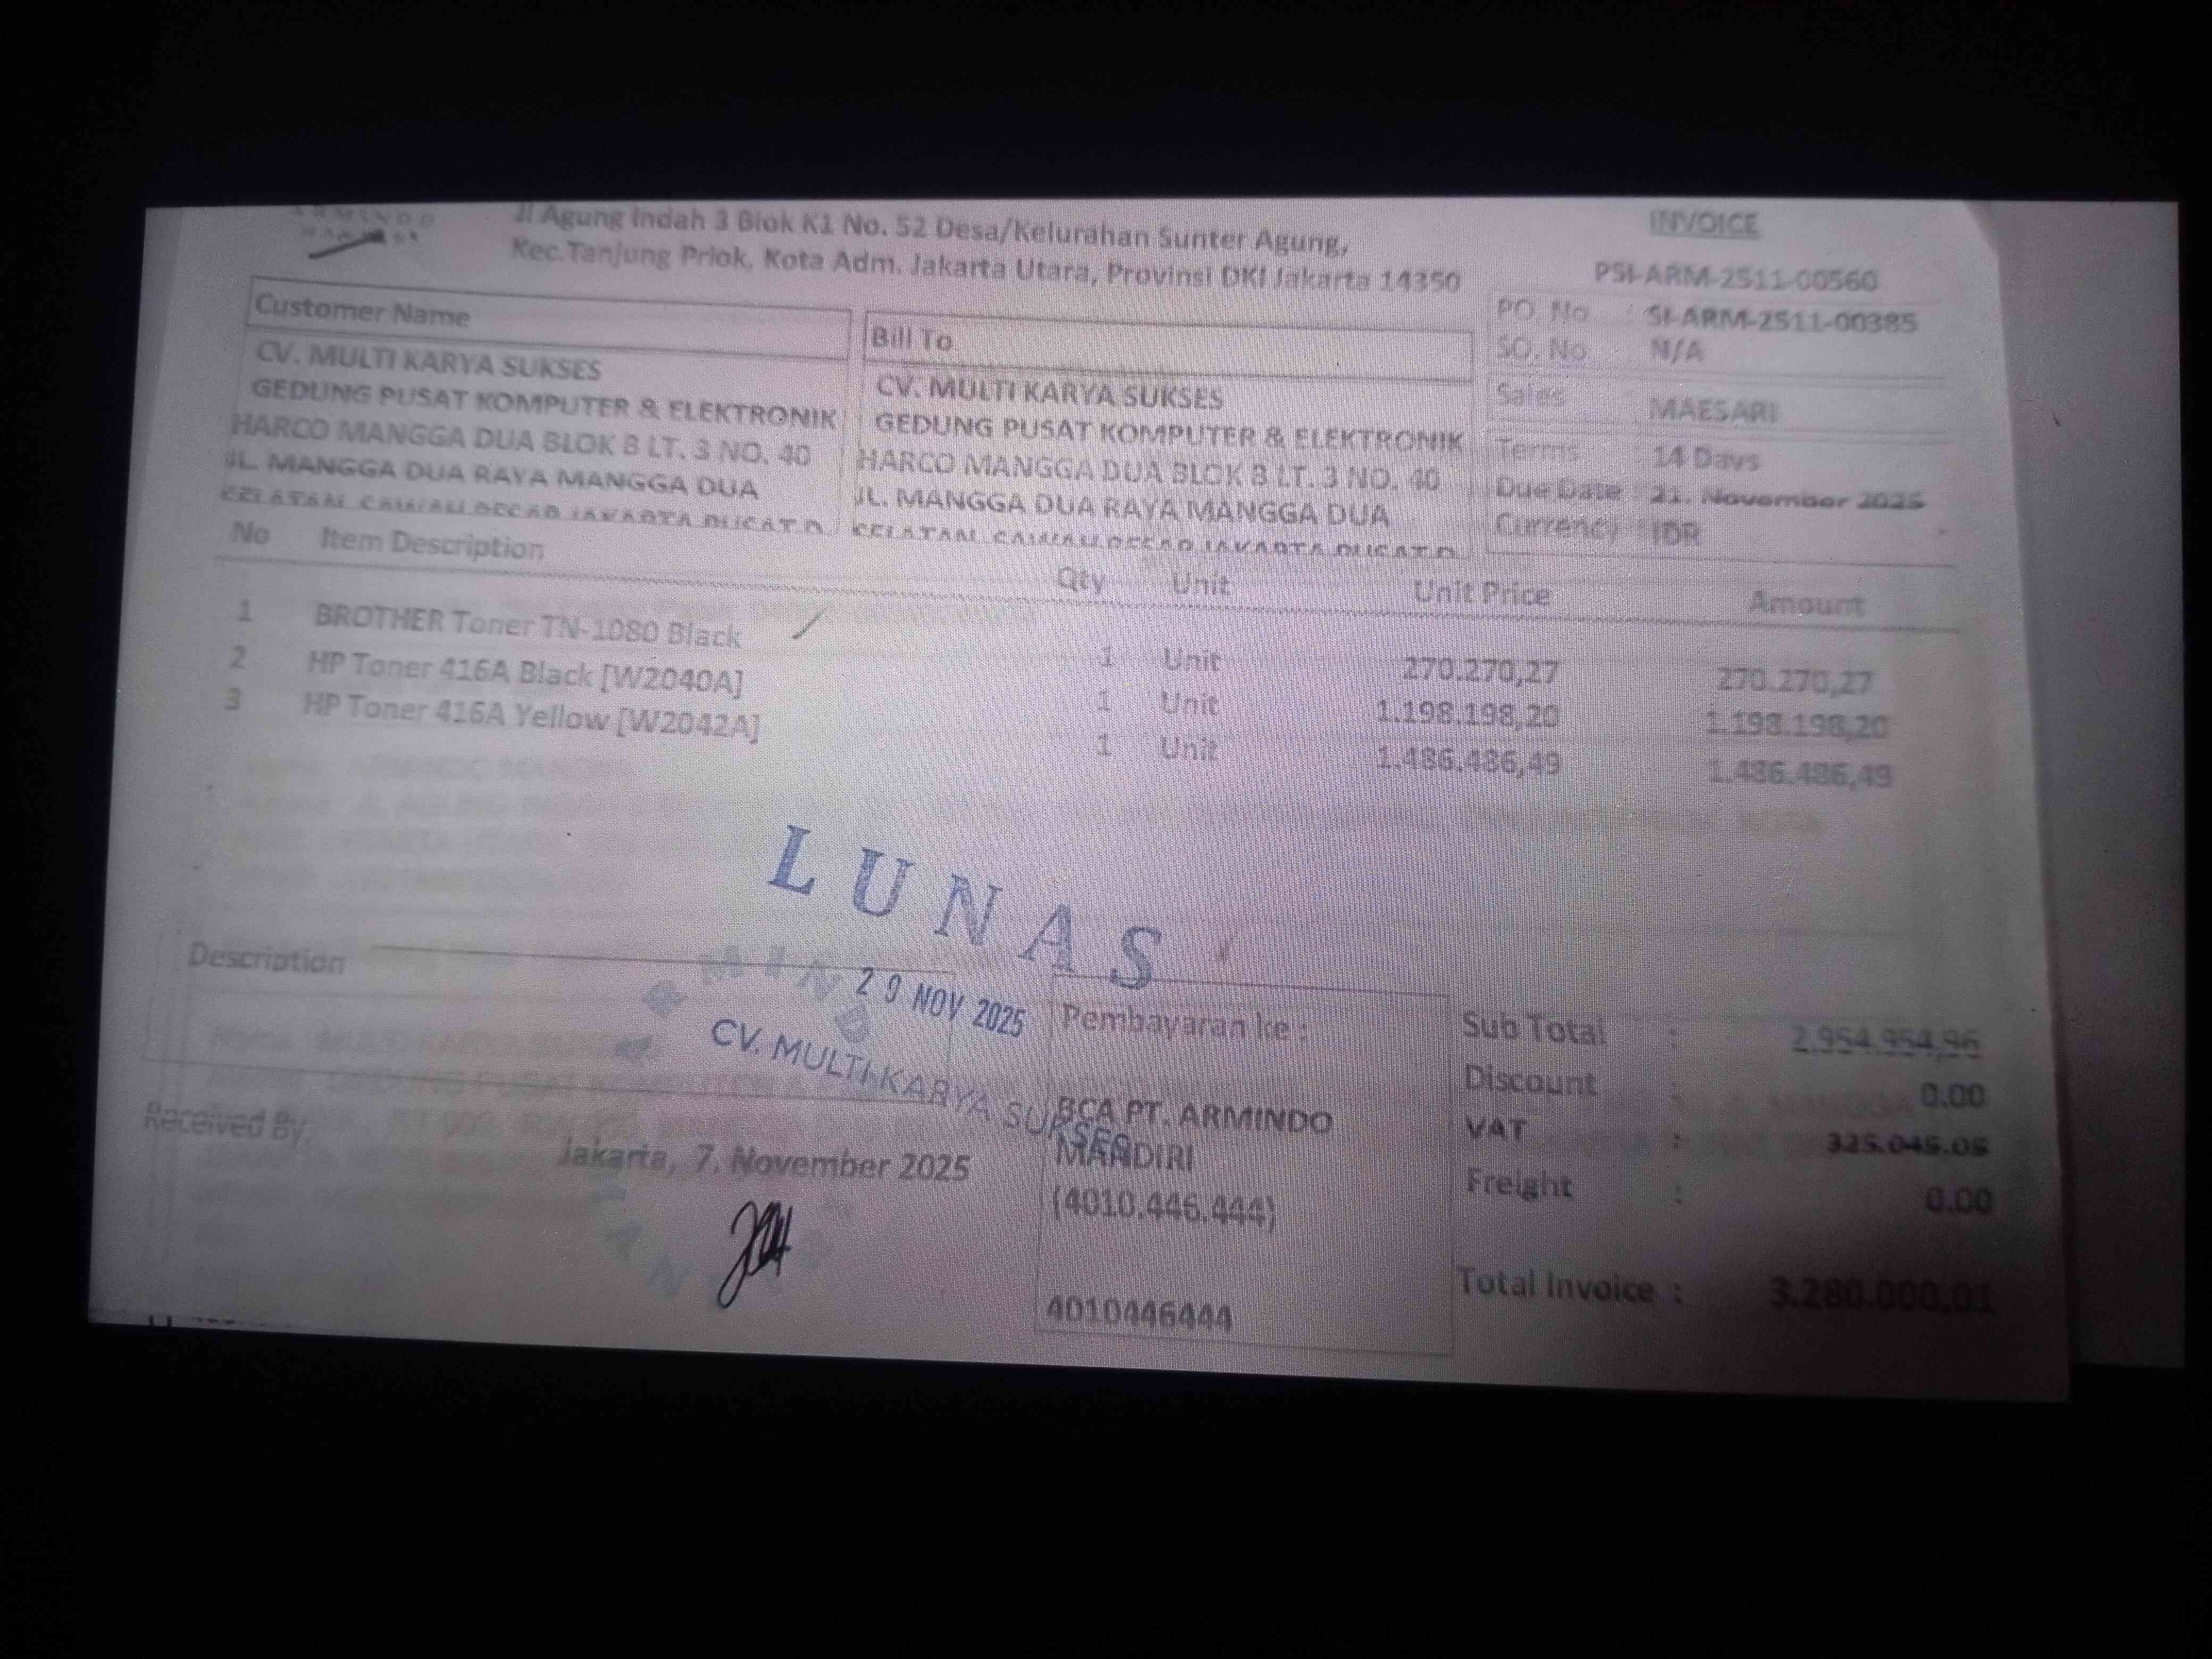 ARMINDO
Jl Agung Indah 3 Blok K1 No. 52 Desa/Kelurahan Sunter Agung,
Kec.Tanjung Priok, Kota Adm. Jakarta Utara, Provinsi DKI Jakarta 14350
INVOICE
PSI-ARM-2511-00560
PO. No : SI-ARM-2511-00385
SO. No N/A
Sales MAESARI
Terms : 14 Days
Due Date : 21. November 2025
Currency : IDR
Customer Name
CV. MULTI KARYA SUKSES
GEDUNG PUSAT KOMPUTER & ELEKTRONIK
HARCO MANGGA DUA BLOK B LT. 3 NO. 40
JL. MANGGA DUA RAYA MANGGA DUA
Bill To
CV. MULTI KARYA SUKSES
GEDUNG PUSAT KOMPUTER & ELEKTRONIK
HARCO MANGGA DUA BLOK B LT. 3 NO. 40
JL. MANGGA DUA RAYA MANGGA DUA
No Item Description Qty Unit Unit Price Amount
1 BROTHER Toner TN-1080 Black 1 Unit 270.270,27 270.270,27
2 HP Toner 416A Black [W2040A] 1 Unit 1.198.198,20 1.198.198,20
3 HP Toner 416A Yellow [W2042A] 1 Unit 1.486.486,49 1.486.486,49
LUNAS
29 NOV 2025
CV. MULTI KARYA SUKSES
Description
Received By,
Jakarta, 7. November 2025
Pembayaran ke :
BCA PT. ARMINDO
MANDIRI
(4010.446.444)
4010446444
Sub Total : 2.954.954,96
Discount : 0.00
VAT : 325.045.05
Freight : 0.00
Total Invoice : 3.280.000,01